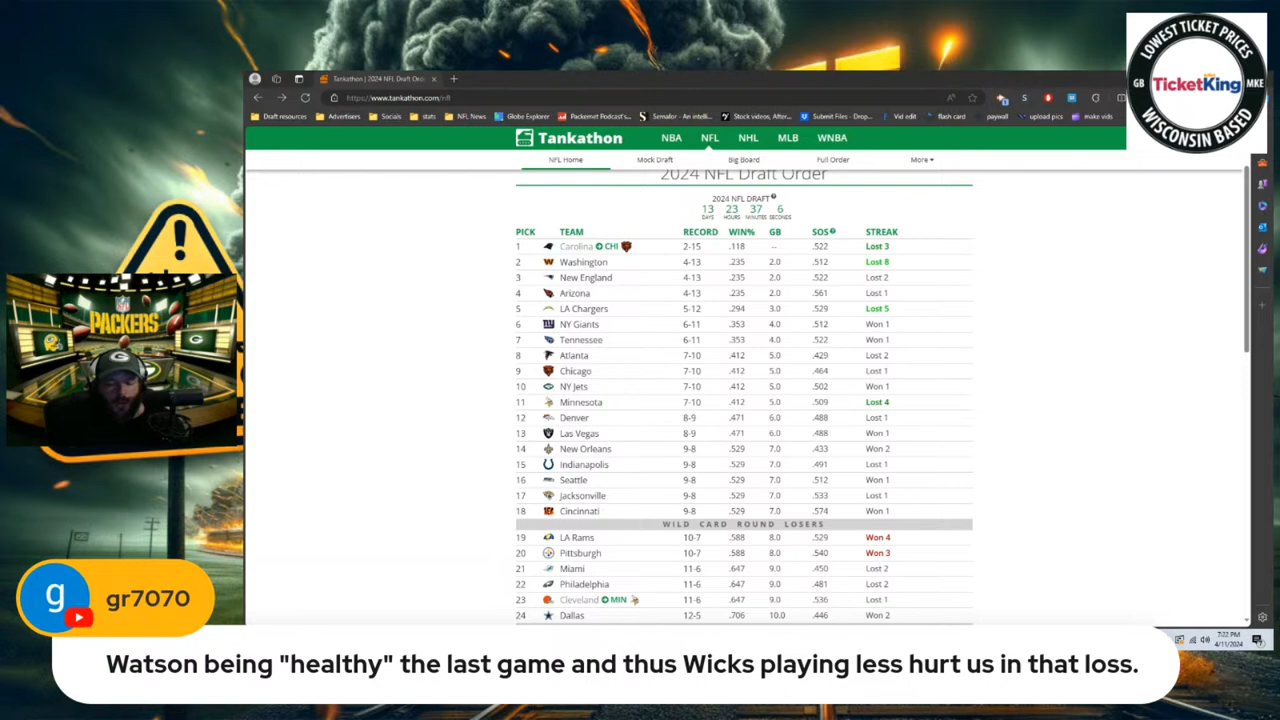 LOWEST TICKET PRICES
GB TicketKing MKE
WISCONSIN BASED
Tankathon | 2024 NFL Draft Ord
https://www.tankathon.com/nfl
Draft resources Advertisers Socials stats NFL News Globe Explorer Packernet Podcast's... Semafor - An intelli... Stock videos, After... Submit Files - Drop... Vid edit flash card paywall upload pics make vids
Tankathon NBA NFL NHL MLB WNBA
NFL Home Mock Draft Big Board Full Order More
2024 NFL Draft Order
2024 NFL DRAFT
13 23 37 6
DAYS HOURS MINUTES SECONDS
PICK TEAM RECORD WIN% GB SOS STREAK
1 Carolina CHI 2-15 .118 -- .522 Lost 3
2 Washington 4-13 .235 2.0 .512 Lost 8
3 New England 4-13 .235 2.0 .522 Lost 2
4 Arizona 4-13 .235 2.0 .561 Lost 1
5 LA Chargers 5-12 .294 3.0 .529 Lost 5
6 NY Giants 6-11 .353 4.0 .512 Won 1
7 Tennessee 6-11 .353 4.0 .522 Won 1
8 Atlanta 7-10 .412 5.0 .429 Lost 2
9 Chicago 7-10 .412 5.0 .464 Lost 1
10 NY Jets 7-10 .412 5.0 .502 Won 1
11 Minnesota 7-10 .412 5.0 .509 Lost 4
12 Denver 8-9 .471 6.0 .488 Lost 1
13 Las Vegas 8-9 .471 6.0 .488 Won 1
14 New Orleans 9-8 .529 7.0 .433 Won 2
15 Indianapolis 9-8 .529 7.0 .491 Lost 1
16 Seattle 9-8 .529 7.0 .512 Won 1
17 Jacksonville 9-8 .529 7.0 .533 Lost 1
18 Cincinnati 9-8 .529 7.0 .574 Won 1
WILD CARD ROUND LOSERS
19 LA Rams 10-7 .588 8.0 .529 Won 4
20 Pittsburgh 10-7 .588 8.0 .540 Won 3
21 Miami 11-6 .647 9.0 .450 Lost 2
22 Philadelphia 11-6 .647 9.0 .481 Lost 2
23 Cleveland MIN 11-6 .647 9.0 .536 Lost 1
24 Dallas 12-5 .706 10.0 .446 Won 2
NFL
PACKERS
G
G
7:22 PM
4/11/2024
g gr7070
Watson being "healthy" the last game and thus Wicks playing less hurt us in that loss.